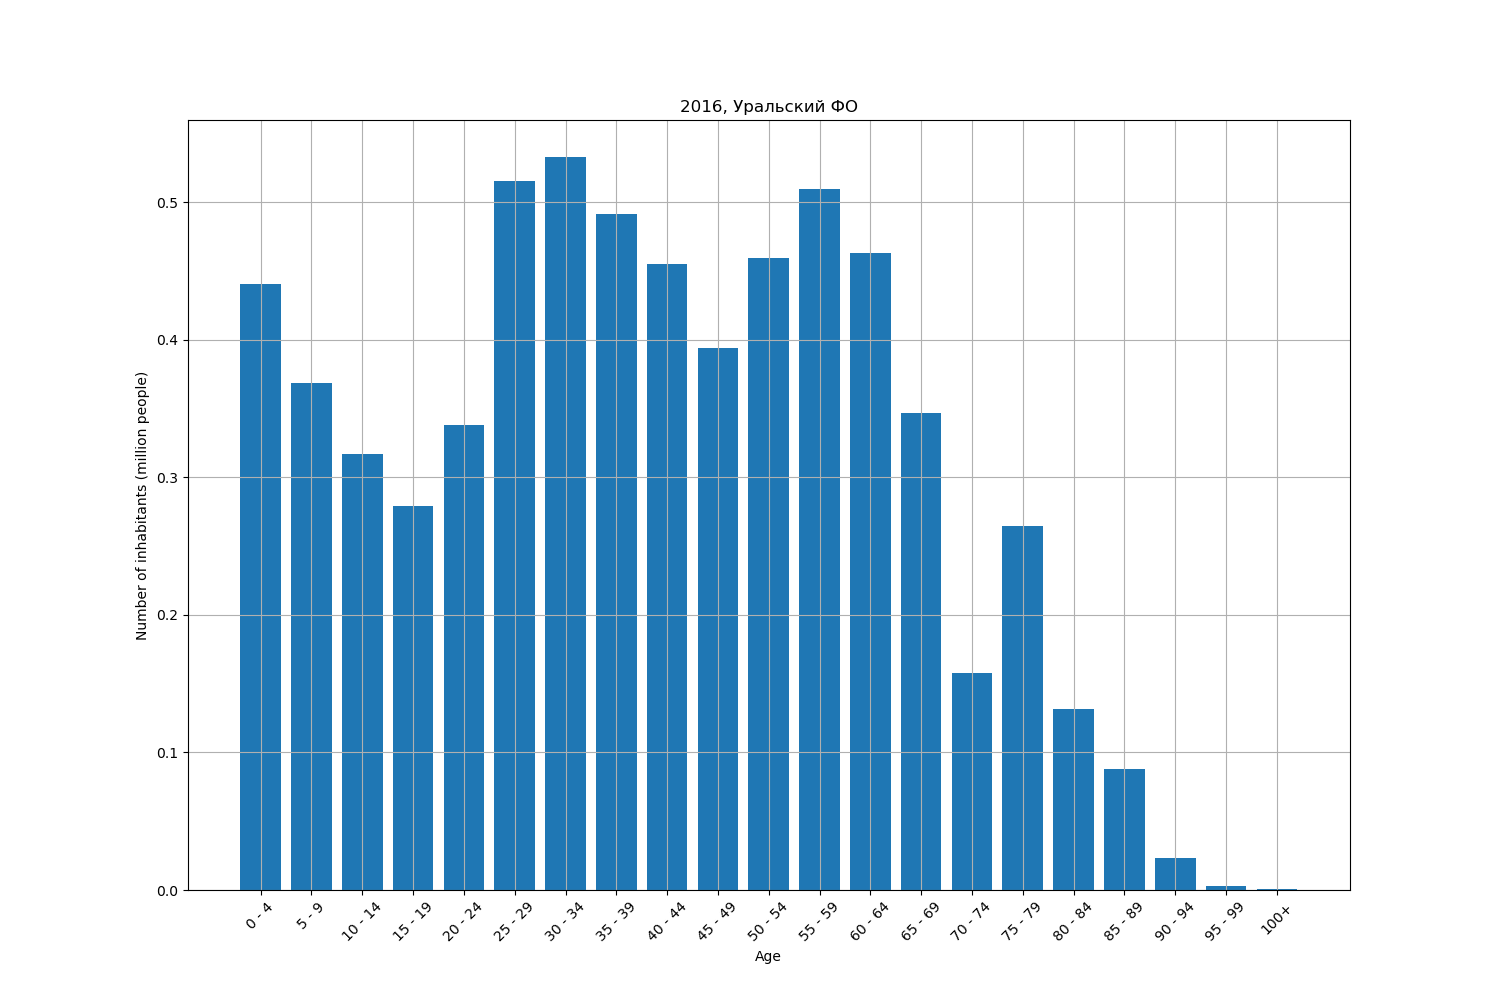 2016, Уральский ФО
Number of inhabitants (million people)
0.5
0.4
0.3
0.2
0.1
0.0
0 - 4
5 - 9
10 - 14
15 - 19
20 - 24
25 - 29
30 - 34
35 - 39
40 - 44
45 - 49
50 - 54
55 - 59
60 - 64
65 - 69
70 - 74
75 - 79
80 - 84
85 - 89
90 - 94
95 - 99
100+
Age